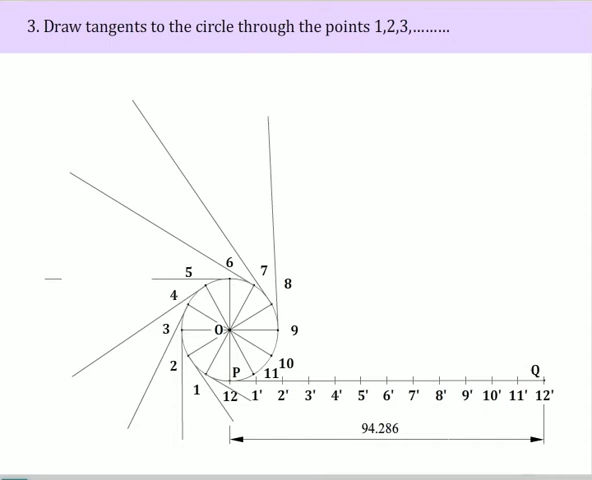 3. Draw tangents to the circle through the points 1,2,3,.........
6
5
7
8
4
3
O
9
2
10
P
11
Q
1
12 1' 2' 3' 4' 5' 6' 7' 8' 9' 10' 11' 12'
94.286